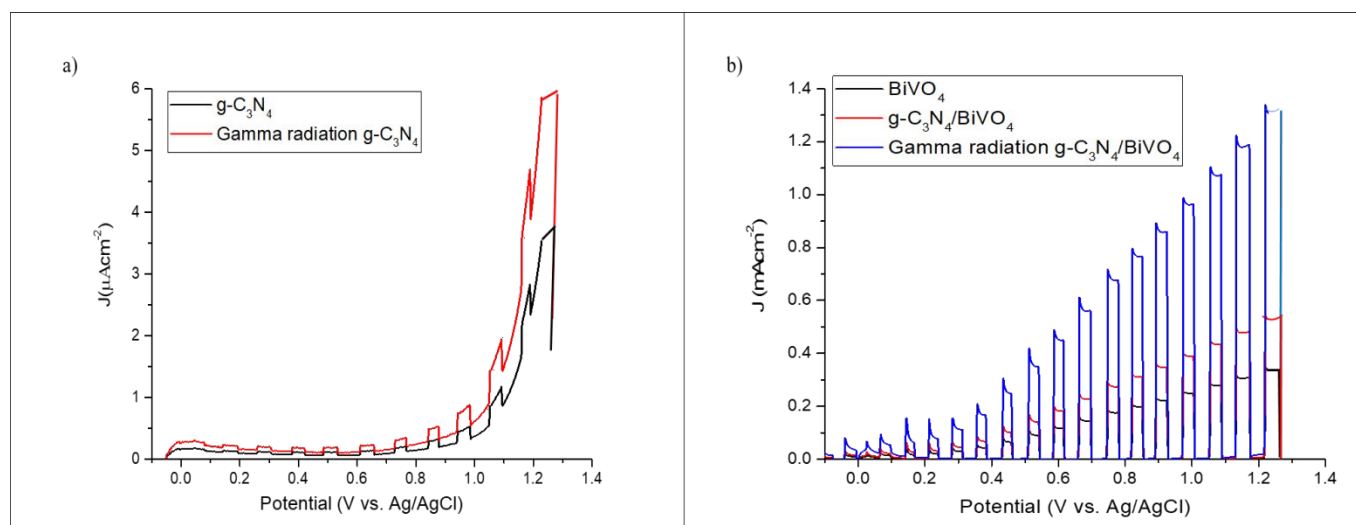 a)
g-C₃N₄
Gamma radiation g-C₃N₄
6
5
4
3
2
1
0
J(μAcm⁻²)
0.0 0.2 0.4 0.6 0.8 1.0 1.2 1.4
Potential (V vs. Ag/AgCl)
b)
BiVO₄
g-C₃N₄/BiVO₄
Gamma radiation g-C₃N₄/BiVO₄
1.4
1.2
1.0
0.8
0.6
0.4
0.2
0.0
J (mAcm⁻²)
0.0 0.2 0.4 0.6 0.8 1.0 1.2 1.4
Potential (V vs. Ag/AgCl)